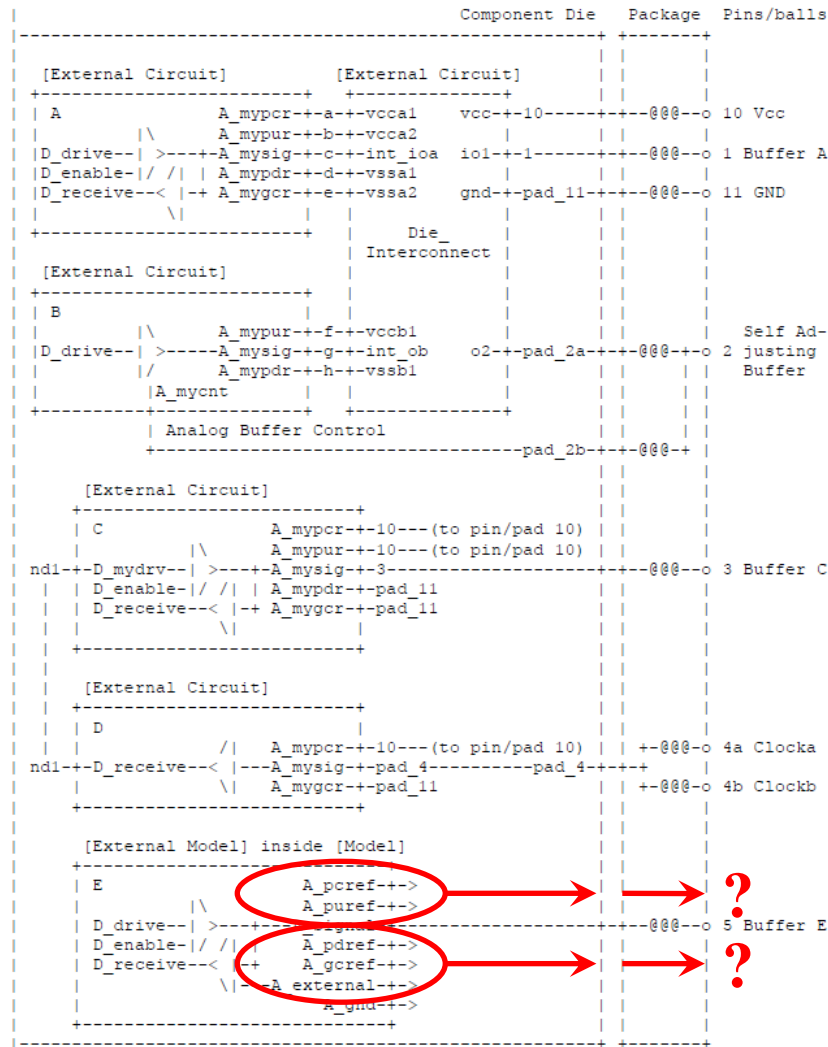 |                                              Component Die   Package  Pins/balls
|------------------------------------------------------------+ +-------+
|                                                            | |       |
|  [External Circuit]           [External Circuit]           | |       |
| +---------------------------+   +---------------+          | |       |
| | A                A_mypcr-+-a-+-vcca1    vcc-+-10-----+-+--@@@--o 10 Vcc
| |          |\      A_mypur-+-b-+-vcca2        |          | |       |
| |D_drive--| >---+--A_mysig-+-c-+-int_ioa  io1-+-1------+-+--@@@--o 1 Buffer A
| |D_enable-|/ /| | A_mypdr-+-d-+-vssa1         |          | |       |
| |D_receive--< |-+ A_mygcr-+-e-+-vssa2    gnd-+-pad_11-+-+--@@@--o 11 GND
| |            \|             |   |               |          | |       |
| +---------------------------+   |     Die_      |          | |       |
|                                 | Interconnect  |          | |       |
|  [External Circuit]             |               |          | |       |
| +---------------------------+   |               |          | |       |
| | B                         |   |               |          | |       |
| |          |\      A_mypur-+-f-+-vccb1          |          | |       |   Self Ad-
| |D_drive--| >-----A_mysig-+-g-+-int_ob    o2-+-pad_2a-+-+-@@@-+-o 2 justing
| |          |/      A_mypdr-+-h-+-vssb1          |          | |     | |   Buffer
| |           |A_mycnt        |   |               |          | |     | |
| +----------+----------------+   +---------------+          | |     | |
|             | Analog Buffer Control                        | |     | |
|             +-----------------------------------pad_2b-+-+-@@@-+ |
|                                                            | |       |
|      [External Circuit]                                    | |       |
|     +----------------------------+                         | |       |
|     | C                A_mypcr-+-10---(to pin/pad 10) | |       |
|     |          |\      A_mypur-+-10---(to pin/pad 10) | |       |
| nd1-+-D_mydrv--| >---+-A_mysig-+-3---------------------+-+--@@@--o 3 Buffer C
|  |  | D_enable-|/ /| | A_mypdr-+-pad_11                   | |       |
|  |  | D_receive--< |-+ A_mygcr-+-pad_11                   | |       |
|  |  |            \|              |                        | |       |
|  |  +----------------------------+                        | |       |
|  |                                                         | |       |
|  |   [External Circuit]                                    | |       |
|  |  +----------------------------+                         | |       |
|  |  | D                          |                         | |       |
|  |  |            /|   A_mypcr-+-10---(to pin/pad 10) | | +-@@@-o 4a Clocka
| nd1-+-D_receive--< |---A_mysig-+-pad_4----------pad_4-+-+-+     |
|     |            \|   A_mygcr-+-pad_11                   | | +-@@@-o 4b Clockb
|     +----------------------------+                         | |       |
|                                                            | |       |
|      [External Model] inside [Model]                       | |       |
|     +-------------------------------+                      | |       |
|     | E                   A_pcref-+->                      | |       | ?
|     |          |\         A_puref-+->                      | |       |
|     | D_drive--| >---+----------------------------+-+--@@@--o 5 Buffer E
|     | D_enable-|/ /| |    A_pdref-+->                      | |       | ?
|     | D_receive--< |-+    A_gcref-+->                      | |       |
|     |            \|---A_external-+->                       | |       |
|     |                       A_gnd-+->                      | |       |
|     +-------------------------------+                      | |       |
|------------------------------------------------------------+ +-------+